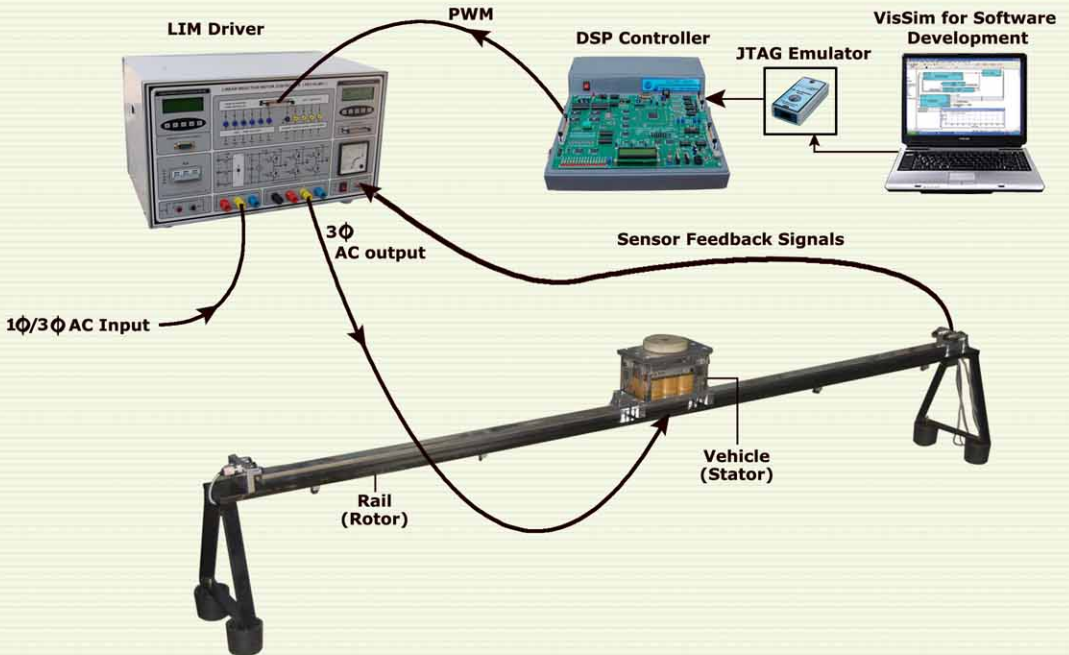 LIM Driver
PWM
DSP Controller
JTAG Emulator
VisSim for Software
Development
3Φ
AC output
Sensor Feedback Signals
1Φ/3Φ AC Input
Vehicle
(Stator)
Rail
(Rotor)